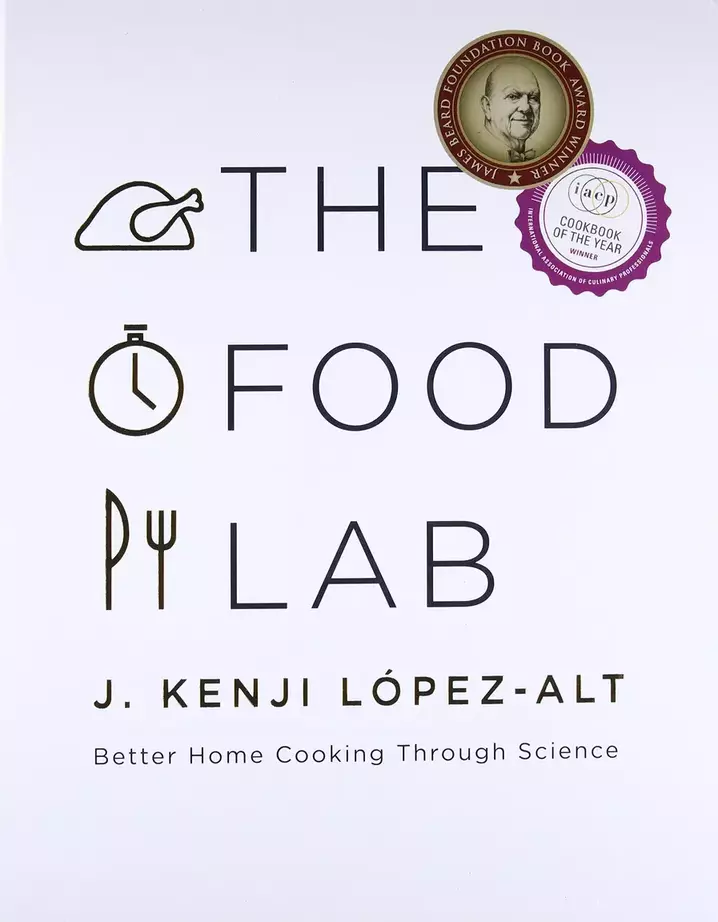 JAMES BEARD FOUNDATION BOOK AWARD WINNER
THE
iacp
COOKBOOK
OF THE YEAR
WINNER
INTERNATIONAL ASSOCIATION OF CULINARY PROFESSIONALS
FOOD
LAB
J. KENJI LÓPEZ-ALT
Better Home Cooking Through Science